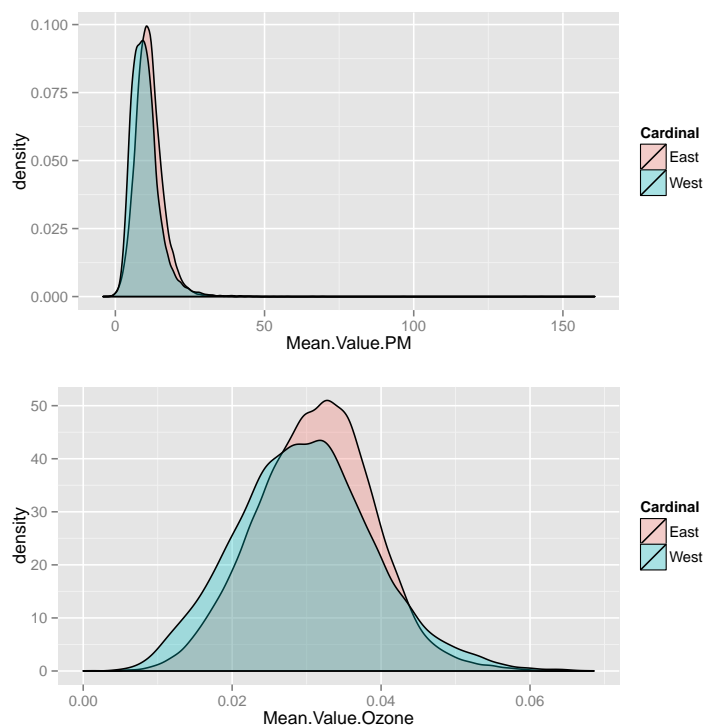 0.100
0.075
0.050
0.025
0.000
density
0 50 100 150
Mean.Value.PM
Cardinal
East
West
50
40
30
20
10
0
density
0.00 0.02 0.04 0.06
Mean.Value.Ozone
Cardinal
East
West